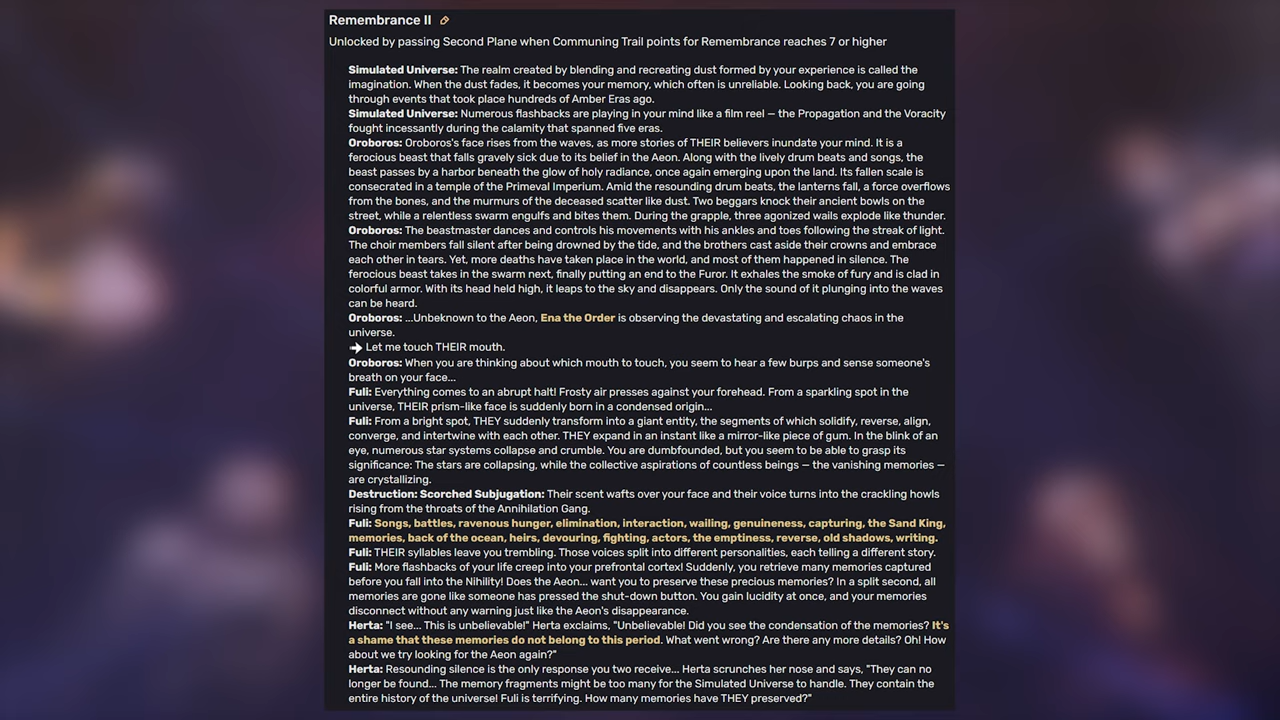 Remembrance II
Unlocked by passing Second Plane when Communing Trail points for Remembrance reaches 7 or higher
Simulated Universe: The realm created by blending and recreating dust formed by your experience is called the
imagination. When the dust fades, it becomes your memory, which often is unreliable. Looking back, you are going
through events that took place hundreds of Amber Eras ago.
Simulated Universe: Numerous flashbacks are playing in your mind like a film reel — the Propagation and the Voracity
fought incessantly during the calamity that spanned five eras.
Oroboros: Oroboros's face rises from the waves, as more stories of THEIR believers inundate your mind. It is a
ferocious beast that falls gravely sick due to its belief in the Aeon. Along with the lively drum beats and songs, the
beast passes by a harbor beneath the glow of holy radiance, once again emerging upon the land. Its fallen scale is
consecrated in a temple of the Primeval Imperium. Amid the resounding drum beats, the lanterns fall, a force overflows
from the bones, and the murmurs of the deceased scatter like dust. Two beggars knock their ancient bowls on the
street, while a relentless swarm engulfs and bites them. During the grapple, three agonized wails explode like thunder.
Oroboros: The beastmaster dances and controls his movements with his ankles and toes following the streak of light.
The choir members fall silent after being drowned by the tide, and the brothers cast aside their crowns and embrace
each other in tears. Yet, more deaths have taken place in the world, and most of them happened in silence. The
ferocious beast takes in the swarm next, finally putting an end to the Furor. It exhales the smoke of fury and is clad in
colorful armor. With its head held high, it leaps to the sky and disappears. Only the sound of it plunging into the waves
can be heard.
Oroboros: ...Unbeknown to the Aeon, Ena the Order is observing the devastating and escalating chaos in the
universe.
Let me touch THEIR mouth.
Oroboros: When you are thinking about which mouth to touch, you seem to hear a few burps and sense someone's
breath on your face...
Fuli: Everything comes to an abrupt halt! Frosty air presses against your forehead. From a sparkling spot in the
universe, THEIR prism-like face is suddenly born in a condensed origin...
Fuli: From a bright spot, THEY suddenly transform into a giant entity, the segments of which solidify, reverse, align,
converge, and intertwine with each other. THEY expand in an instant like a mirror-like piece of gum. In the blink of an
eye, numerous star systems collapse and crumble. You are dumbfounded, but you seem to be able to grasp its
significance: The stars are collapsing, while the collective aspirations of countless beings — the vanishing memories —
are crystallizing.
Destruction: Scorched Subjugation: Their scent wafts over your face and their voice turns into the crackling howls
rising from the throats of the Annihilation Gang.
Fuli: Songs, battles, ravenous hunger, elimination, interaction, wailing, genuineness, capturing, the Sand King,
memories, back of the ocean, heirs, devouring, fighting, actors, the emptiness, reverse, old shadows, writing.
Fuli: THEIR syllables leave you trembling. Those voices split into different personalities, each telling a different story.
Fuli: More flashbacks of your life creep into your prefrontal cortex! Suddenly, you retrieve many memories captured
before you fall into the Nihility! Does the Aeon... want you to preserve these precious memories? In a split second, all
memories are gone like someone has pressed the shut-down button. You gain lucidity at once, and your memories
disconnect without any warning just like the Aeon's disappearance.
Herta: "I see... This is unbelievable!" Herta exclaims, "Unbelievable! Did you see the condensation of the memories? It's
a shame that these memories do not belong to this period. What went wrong? Are there any more details? Oh! How
about we try looking for the Aeon again?"
Herta: Resounding silence is the only response you two receive... Herta scrunches her nose and says, "They can no
longer be found... The memory fragments might be too many for the Simulated Universe to handle. They contain the
entire history of the universe! Fuli is terrifying. How many memories have THEY preserved?"